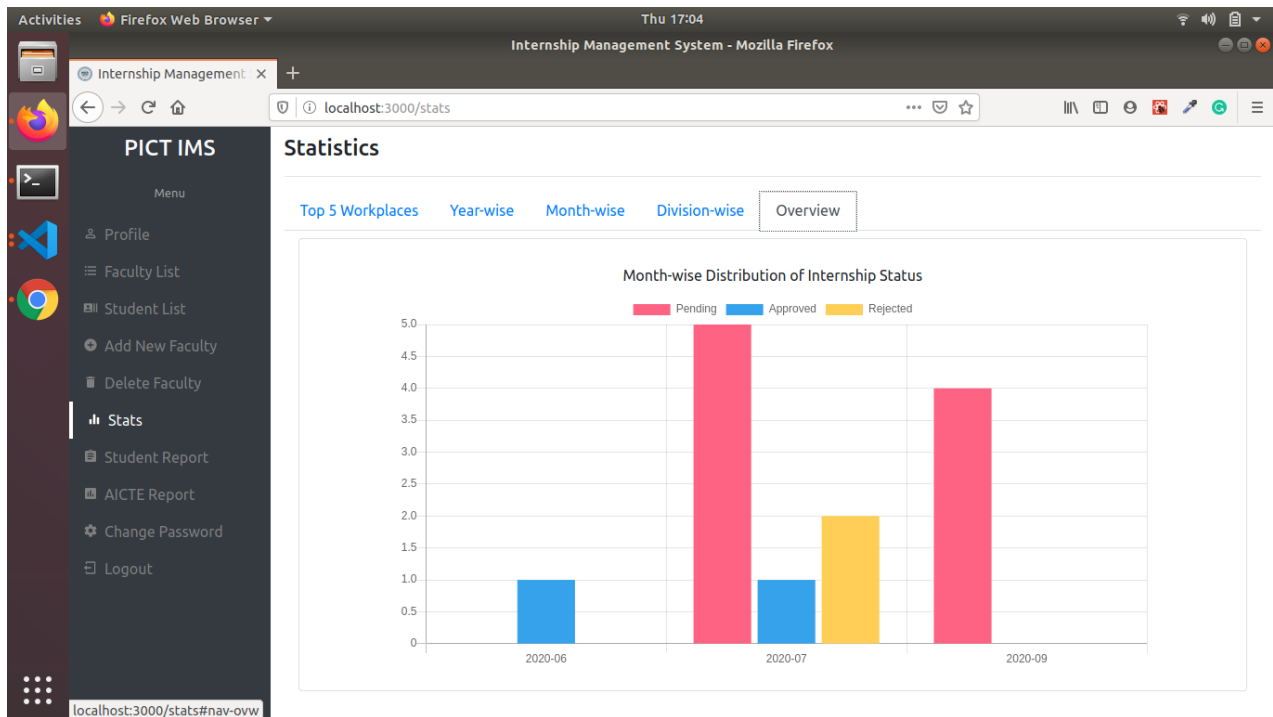 Activities Firefox Web Browser Thu 17:04
Internship Management System - Mozilla Firefox
Internship Management
localhost:3000/stats
PICT IMS
Menu
Profile
Faculty List
Student List
Add New Faculty
Delete Faculty
Stats
Student Report
AICTE Report
Change Password
Logout
Statistics
Top 5 Workplaces Year-wise Month-wise Division-wise Overview
Month-wise Distribution of Internship Status
Pending Approved Rejected
5.0
4.5
4.0
3.5
3.0
2.5
2.0
1.5
1.0
0.5
0
2020-06 2020-07 2020-09
localhost:3000/stats#nav-ovw